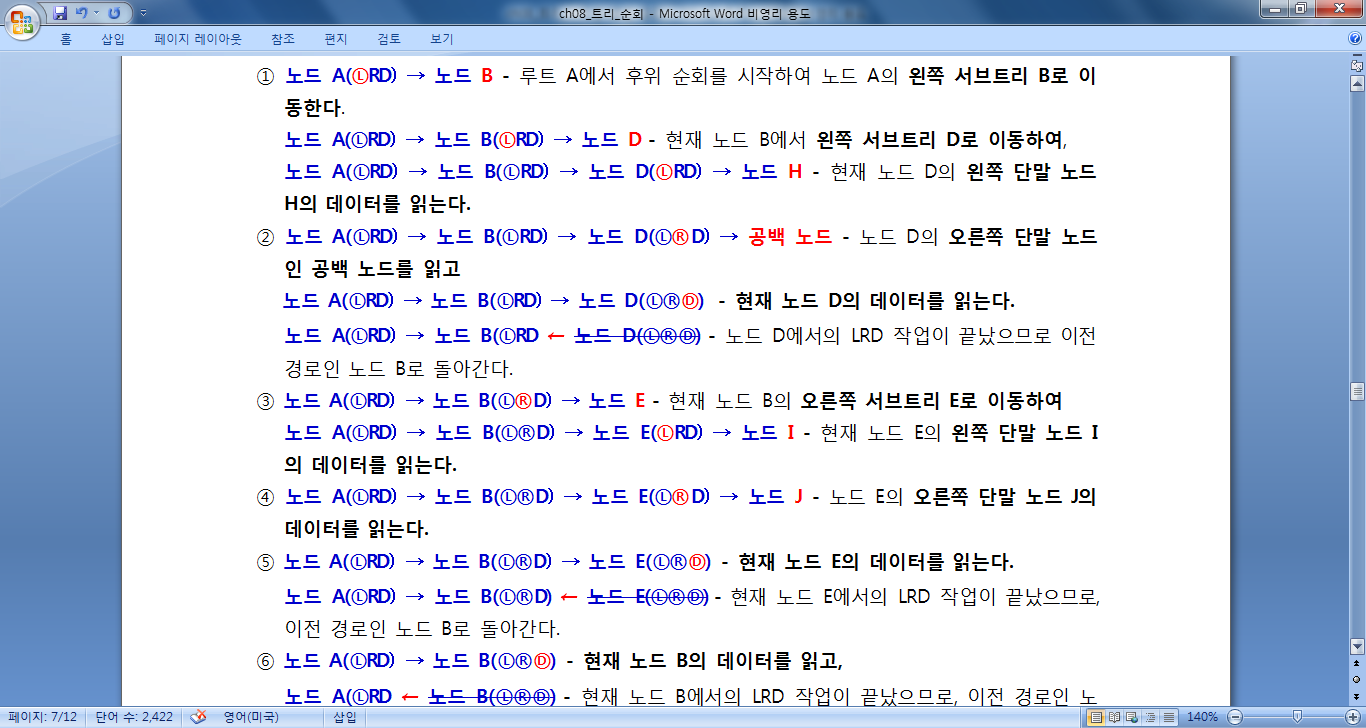 ch08_트리_순회 - Microsoft Word 비영리 용도
홈 삽입 페이지 레이아웃 참조 편지 검토 보기
① 노드 A(ⓁRD) → 노드 B - 루트 A에서 후위 순회를 시작하여 노드 A의 왼쪽 서브트리 B로 이
동한다.
노드 A(ⓁRD) → 노드 B(ⓁRD) → 노드 D - 현재 노드 B에서 왼쪽 서브트리 D로 이동하여,
노드 A(ⓁRD) → 노드 B(ⓁRD) → 노드 D(ⓁRD) → 노드 H - 현재 노드 D의 왼쪽 단말 노드
H의 데이터를 읽는다.
② 노드 A(ⓁRD) → 노드 B(ⓁRD) → 노드 D(ⓁⓇD) → 공백 노드 - 노드 D의 오른쪽 단말 노드
인 공백 노드를 읽고
노드 A(ⓁRD) → 노드 B(ⓁRD) → 노드 D(ⓁⓇⒹ) - 현재 노드 D의 데이터를 읽는다.
노드 A(ⓁRD) → 노드 B(ⓁRD ← 노드 D(ⓁⓇⒹ) - 노드 D에서의 LRD 작업이 끝났으므로 이전
경로인 노드 B로 돌아간다.
③ 노드 A(ⓁRD) → 노드 B(ⓁⓇD) → 노드 E - 현재 노드 B의 오른쪽 서브트리 E로 이동하여
노드 A(ⓁRD) → 노드 B(ⓁⓇD) → 노드 E(ⓁRD) → 노드 I - 현재 노드 E의 왼쪽 단말 노드 I
의 데이터를 읽는다.
④ 노드 A(ⓁRD) → 노드 B(ⓁⓇD) → 노드 E(ⓁⓇD) → 노드 J - 노드 E의 오른쪽 단말 노드 J의
데이터를 읽는다.
⑤ 노드 A(ⓁRD) → 노드 B(ⓁⓇD) → 노드 E(ⓁⓇⒹ) - 현재 노드 E의 데이터를 읽는다.
노드 A(ⓁRD) → 노드 B(ⓁⓇD) ← 노드 E(ⓁⓇⒹ) - 현재 노드 E에서의 LRD 작업이 끝났으므로,
이전 경로인 노드 B로 돌아간다.
⑥ 노드 A(ⓁRD) → 노드 B(ⓁⓇⒹ) - 현재 노드 B의 데이터를 읽고,
노드 A(ⓁRD ← 노드 B(ⓁⓇⒹ) - 현재 노드 B에서의 LRD 작업이 끝났으므로, 이전 경로인 노
페이지: 7/12 단어 수: 2,422 영어(미국) 삽입 140%